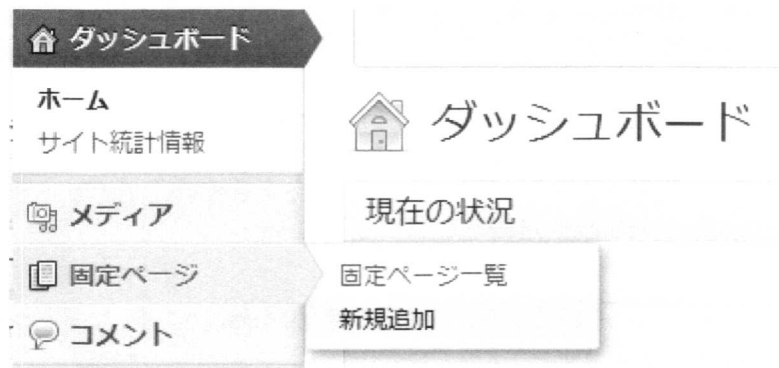 ダッシュボード
ホーム
サイト統計情報
メディア
固定ページ
コメント
ダッシュボード
現在の状況
固定ページ一覧
新規追加